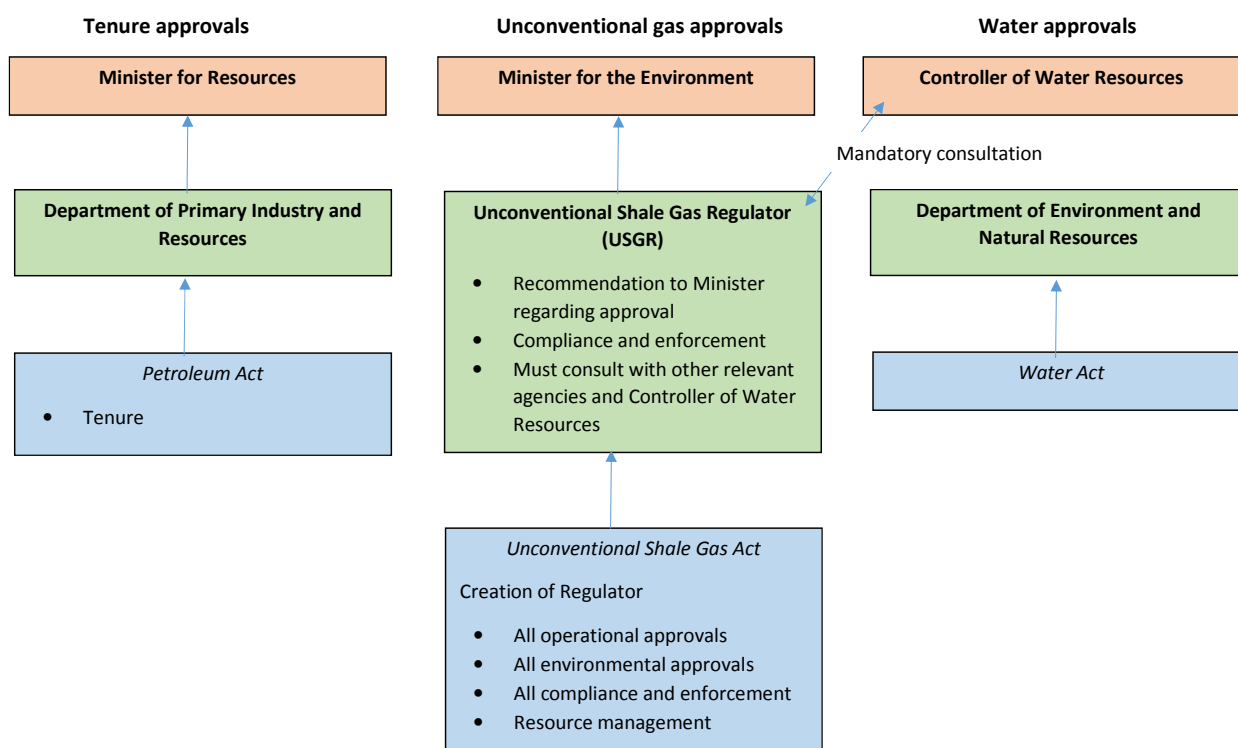 Tenure approvals
Unconventional gas approvals
Water approvals
Minister for Resources
Minister for the Environment
Controller of Water Resources
Mandatory consultation
Department of Primary Industry and
Resources
Unconventional Shale Gas Regulator
(USGR)
• Recommendation to Minister
regarding approval
• Compliance and enforcement
• Must consult with other relevant
agencies and Controller of Water
Resources
Department of Environment and
Natural Resources
Petroleum Act
• Tenure
Water Act
Unconventional Shale Gas Act
Creation of Regulator
• All operational approvals
• All environmental approvals
• All compliance and enforcement
• Resource management